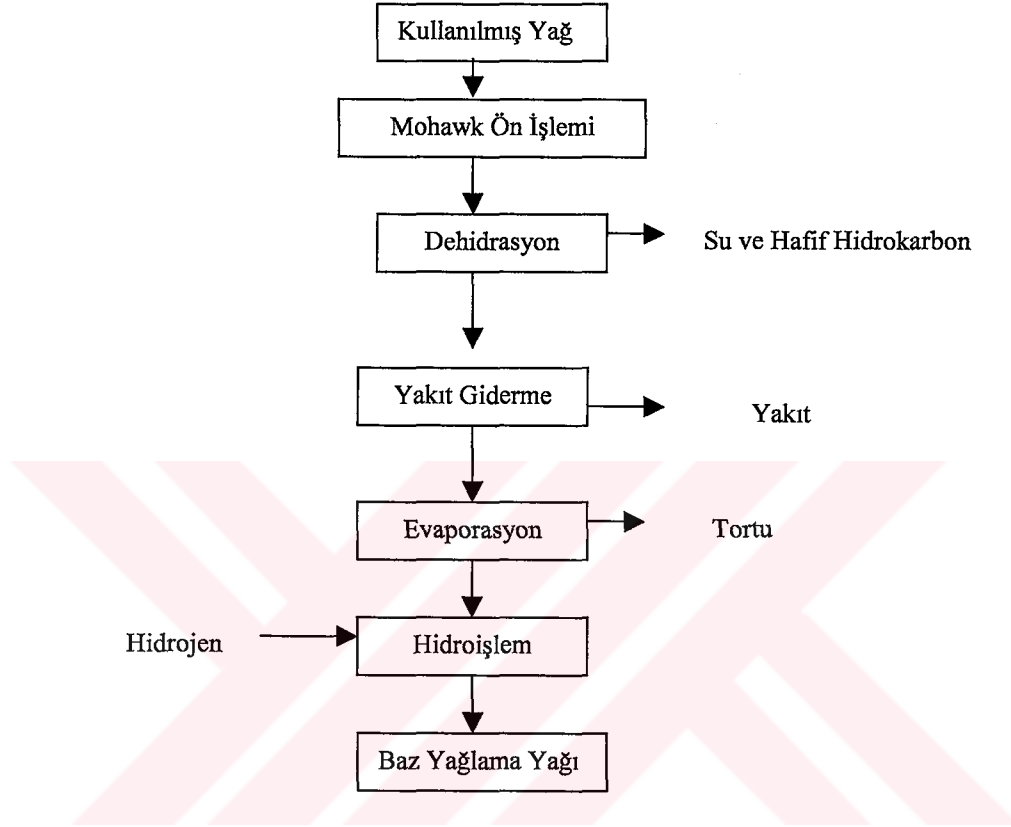 Kullanılmış Yağ
Mohawk Ön İşlemi
Dehidrasyon
Su ve Hafif Hidrokarbon
Yakıt Giderme
Yakıt
Evaporasyon
Tortu
Hidrojen
Hidroişlem
Baz Yağlama Yağı